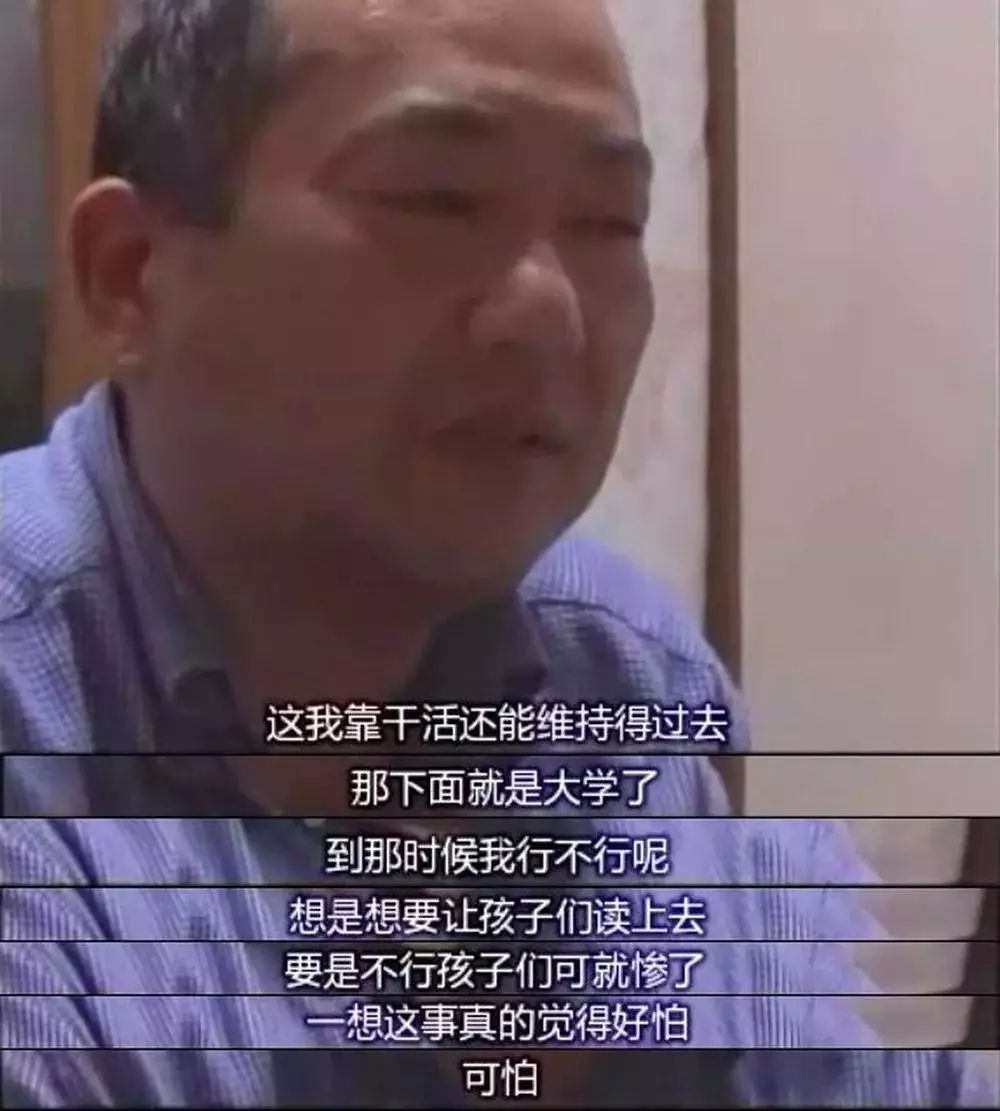 这我靠干活还能维持得过去
那下面就是大学了
到那时候我行不行呢
想是想要让孩子们读上去
要是不行孩子们可就惨了
一想这事真的觉得好怕
可怕